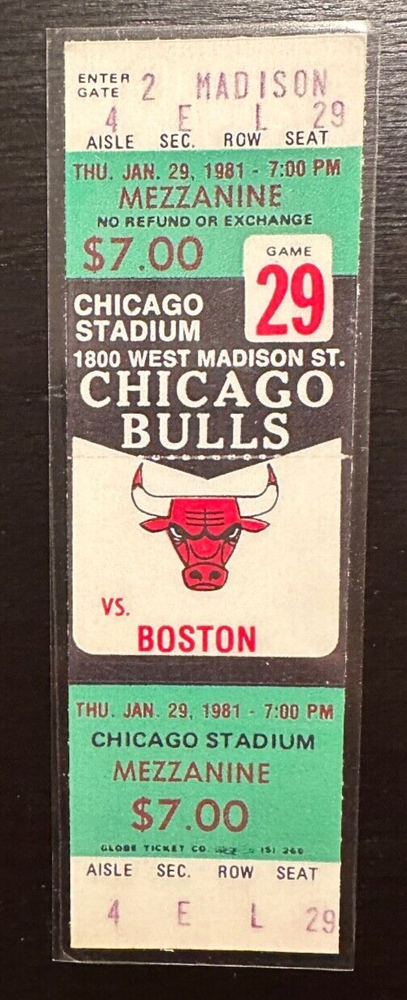 ENTER GATE 2 MADISON
4 E L 29
AISLE SEC. ROW SEAT
THU. JAN. 29, 1981 - 7:00 PM
MEZZANINE
NO REFUND OR EXCHANGE
$7.00
GAME
29
CHICAGO
STADIUM
1800 WEST MADISON ST.
CHICAGO
BULLS
VS.
BOSTON
THU. JAN. 29, 1981 - 7:00 PM
CHICAGO STADIUM
MEZZANINE
$7.00
GLOBE TICKET CO.
AISLE SEC. ROW SEAT
4 E L 29